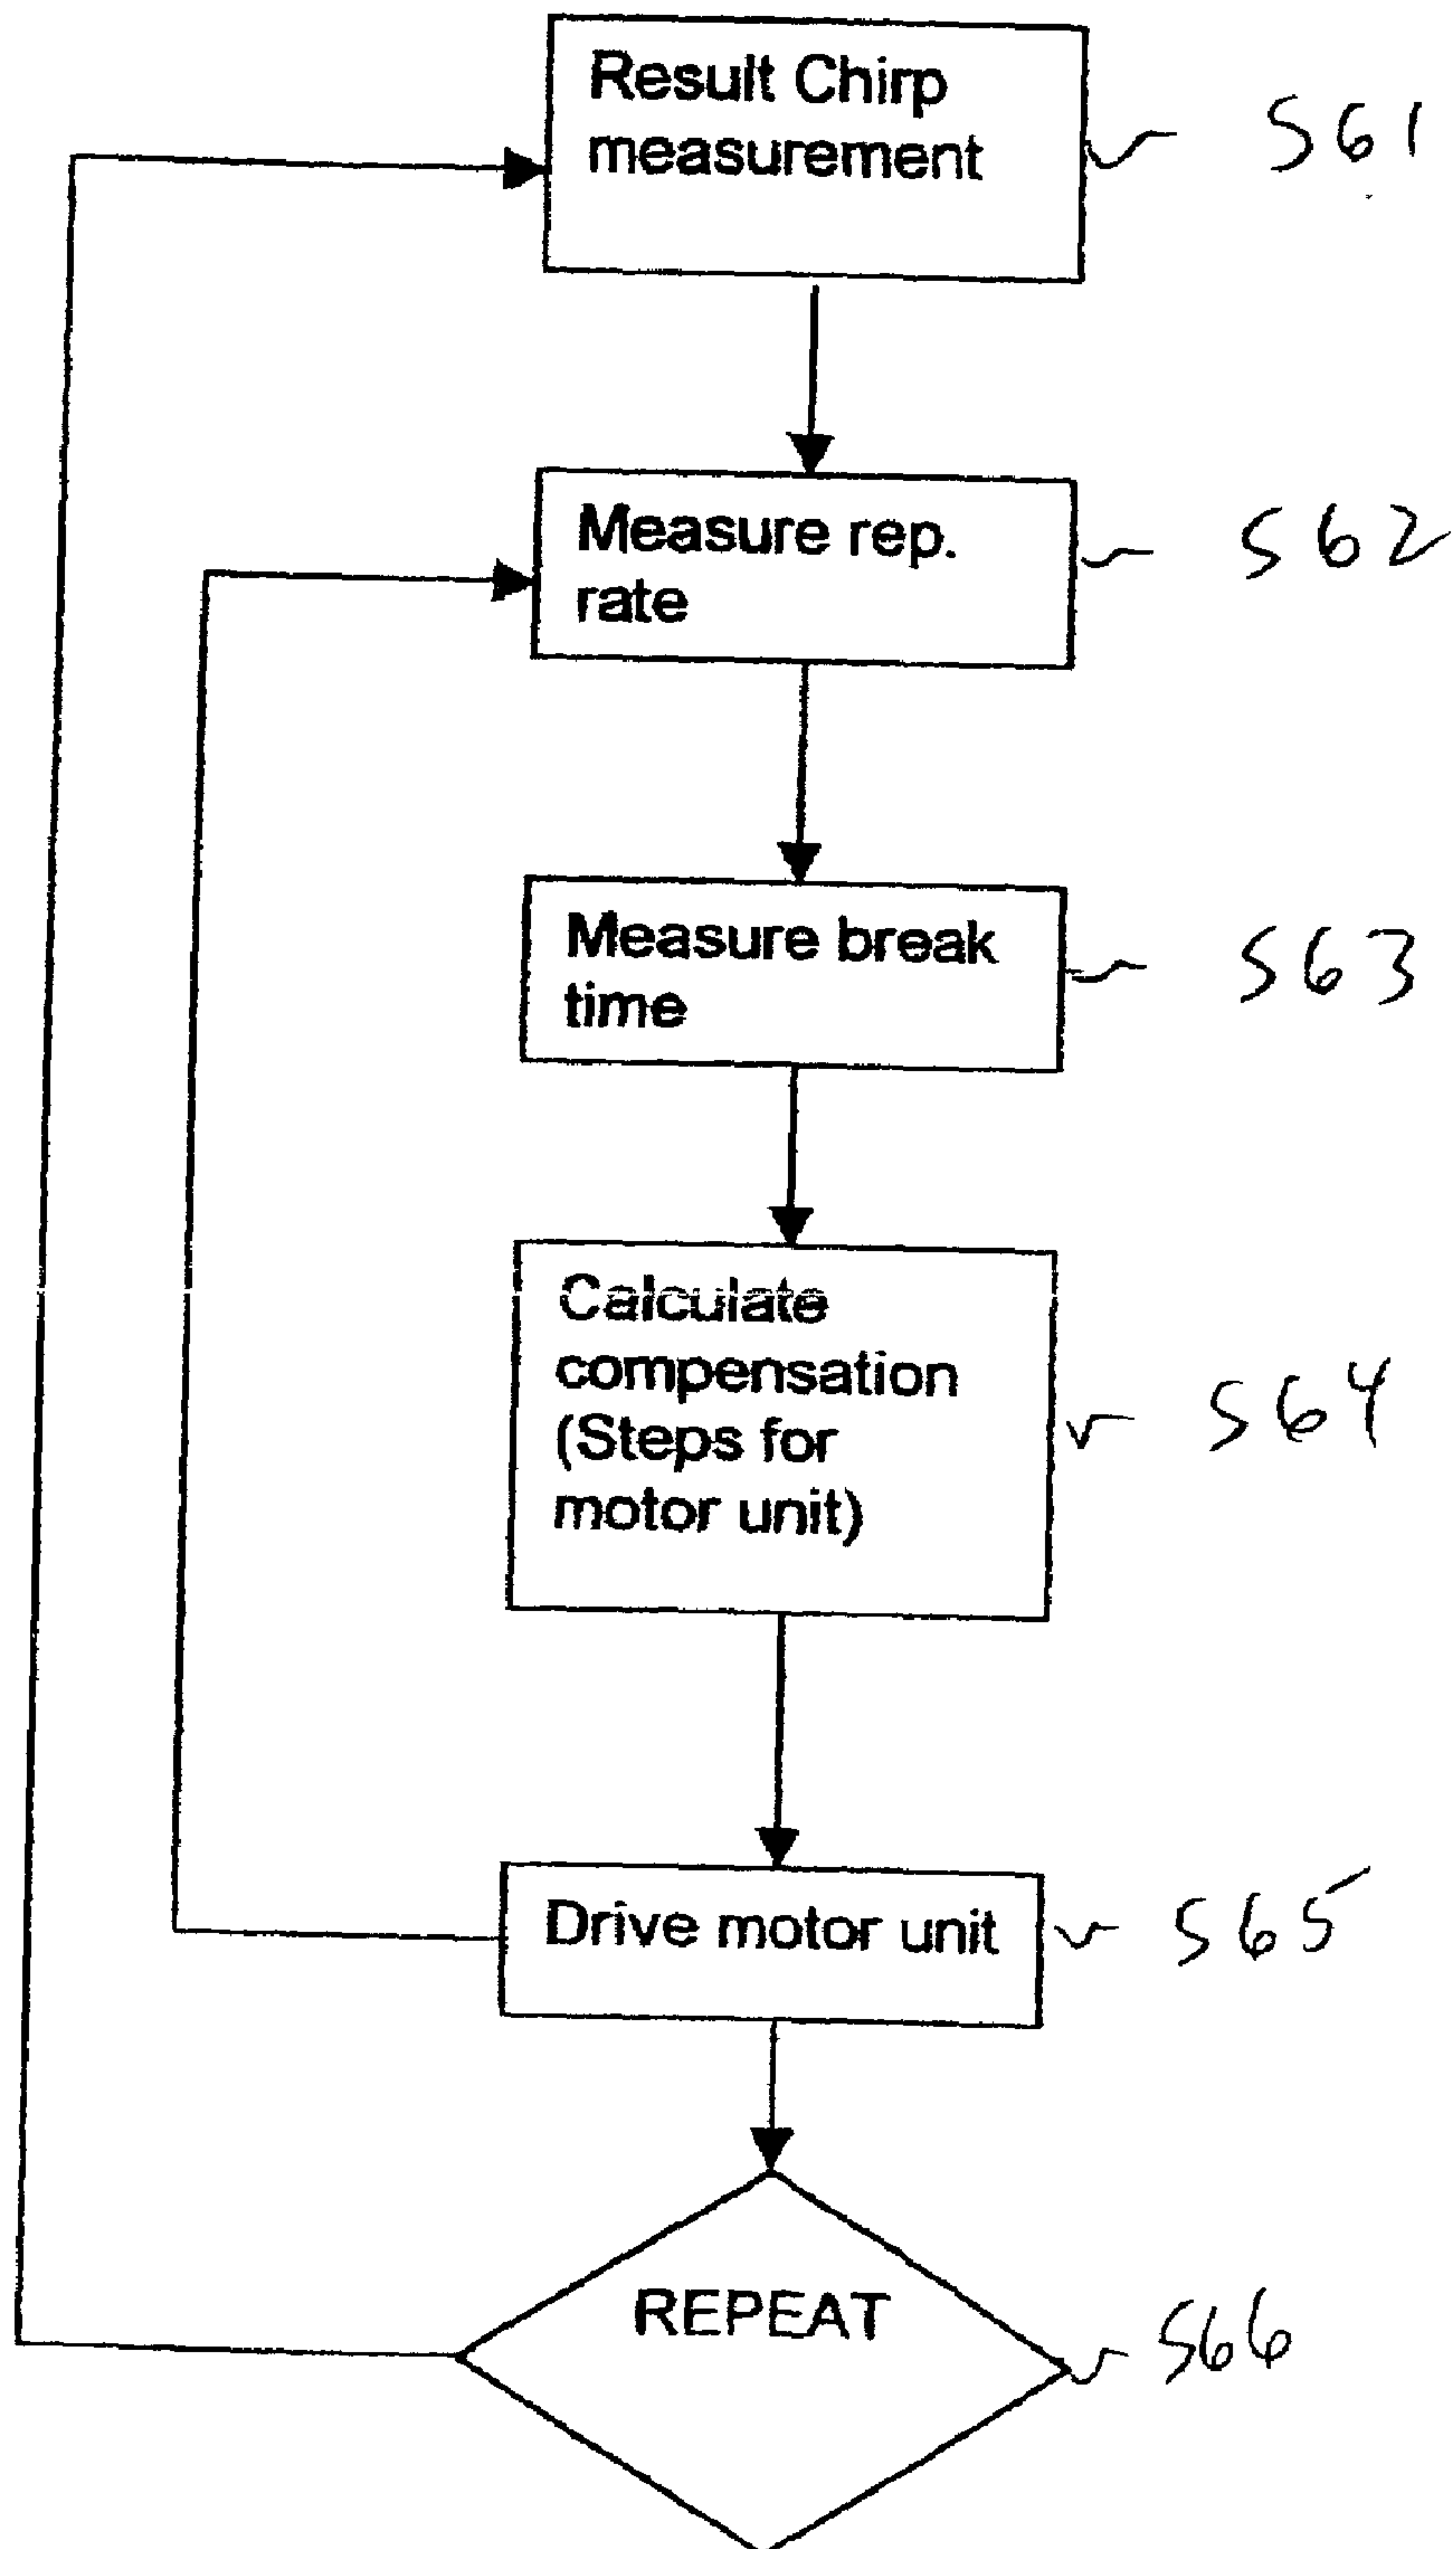 Result Chirp
measurement
S61
Measure rep.
rate
S62
Measure break
time
S63
Calculate
compensation
(Steps for
motor unit)
S64
Drive motor unit
S65
REPEAT
S66